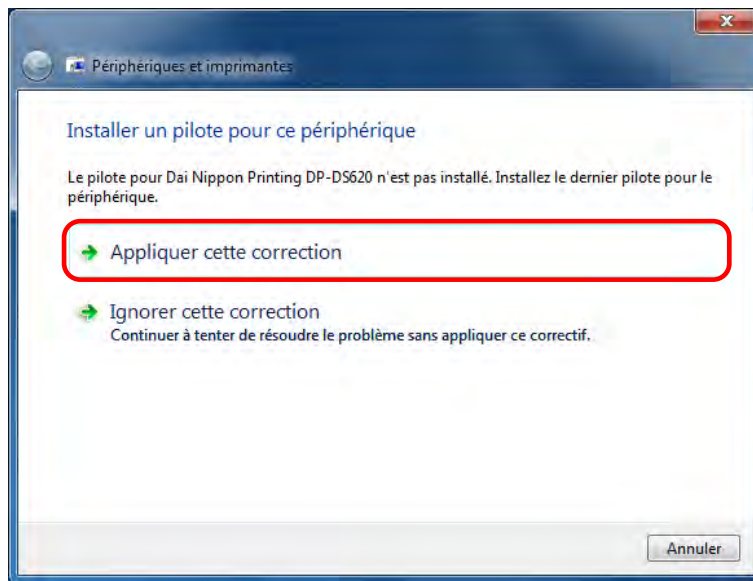 Périphériques et imprimantes
Installer un pilote pour ce périphérique
Le pilote pour Dai Nippon Printing DP-DS620 n'est pas installé. Installez le dernier pilote pour le
périphérique.
Appliquer cette correction
Ignorer cette correction
Continuer à tenter de résoudre le problème sans appliquer ce correctif.
Annuler